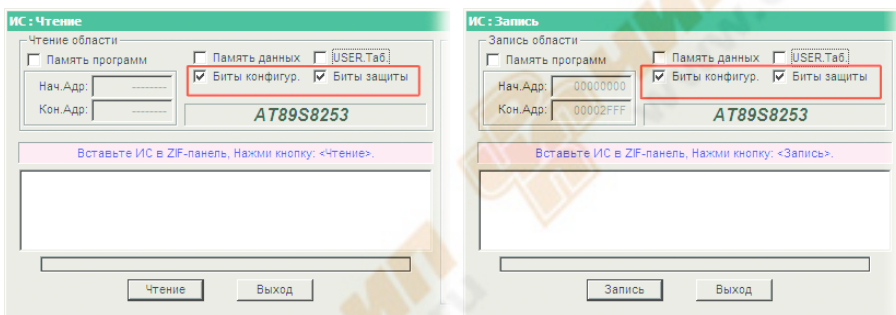 ИС : Чтение
Чтение области
Память программ
Память данных
USER.Таб.
Биты конфигур.
Биты защиты
Нач.Адр:
--------
Кон.Адр:
--------
AT89S8253
Вставьте ИС в ZIF-панель, Нажми кнопку: <Чтение>.
Чтение
Выход
ИС : Запись
Запись области
Память программ
Память данных
USER.Таб.
Биты конфигур.
Биты защиты
Нач.Адр:
00000000
Кон.Адр:
00002FFF
AT89S8253
Вставьте ИС в ZIF-панель, Нажми кнопку: <Запись>.
Запись
Выход